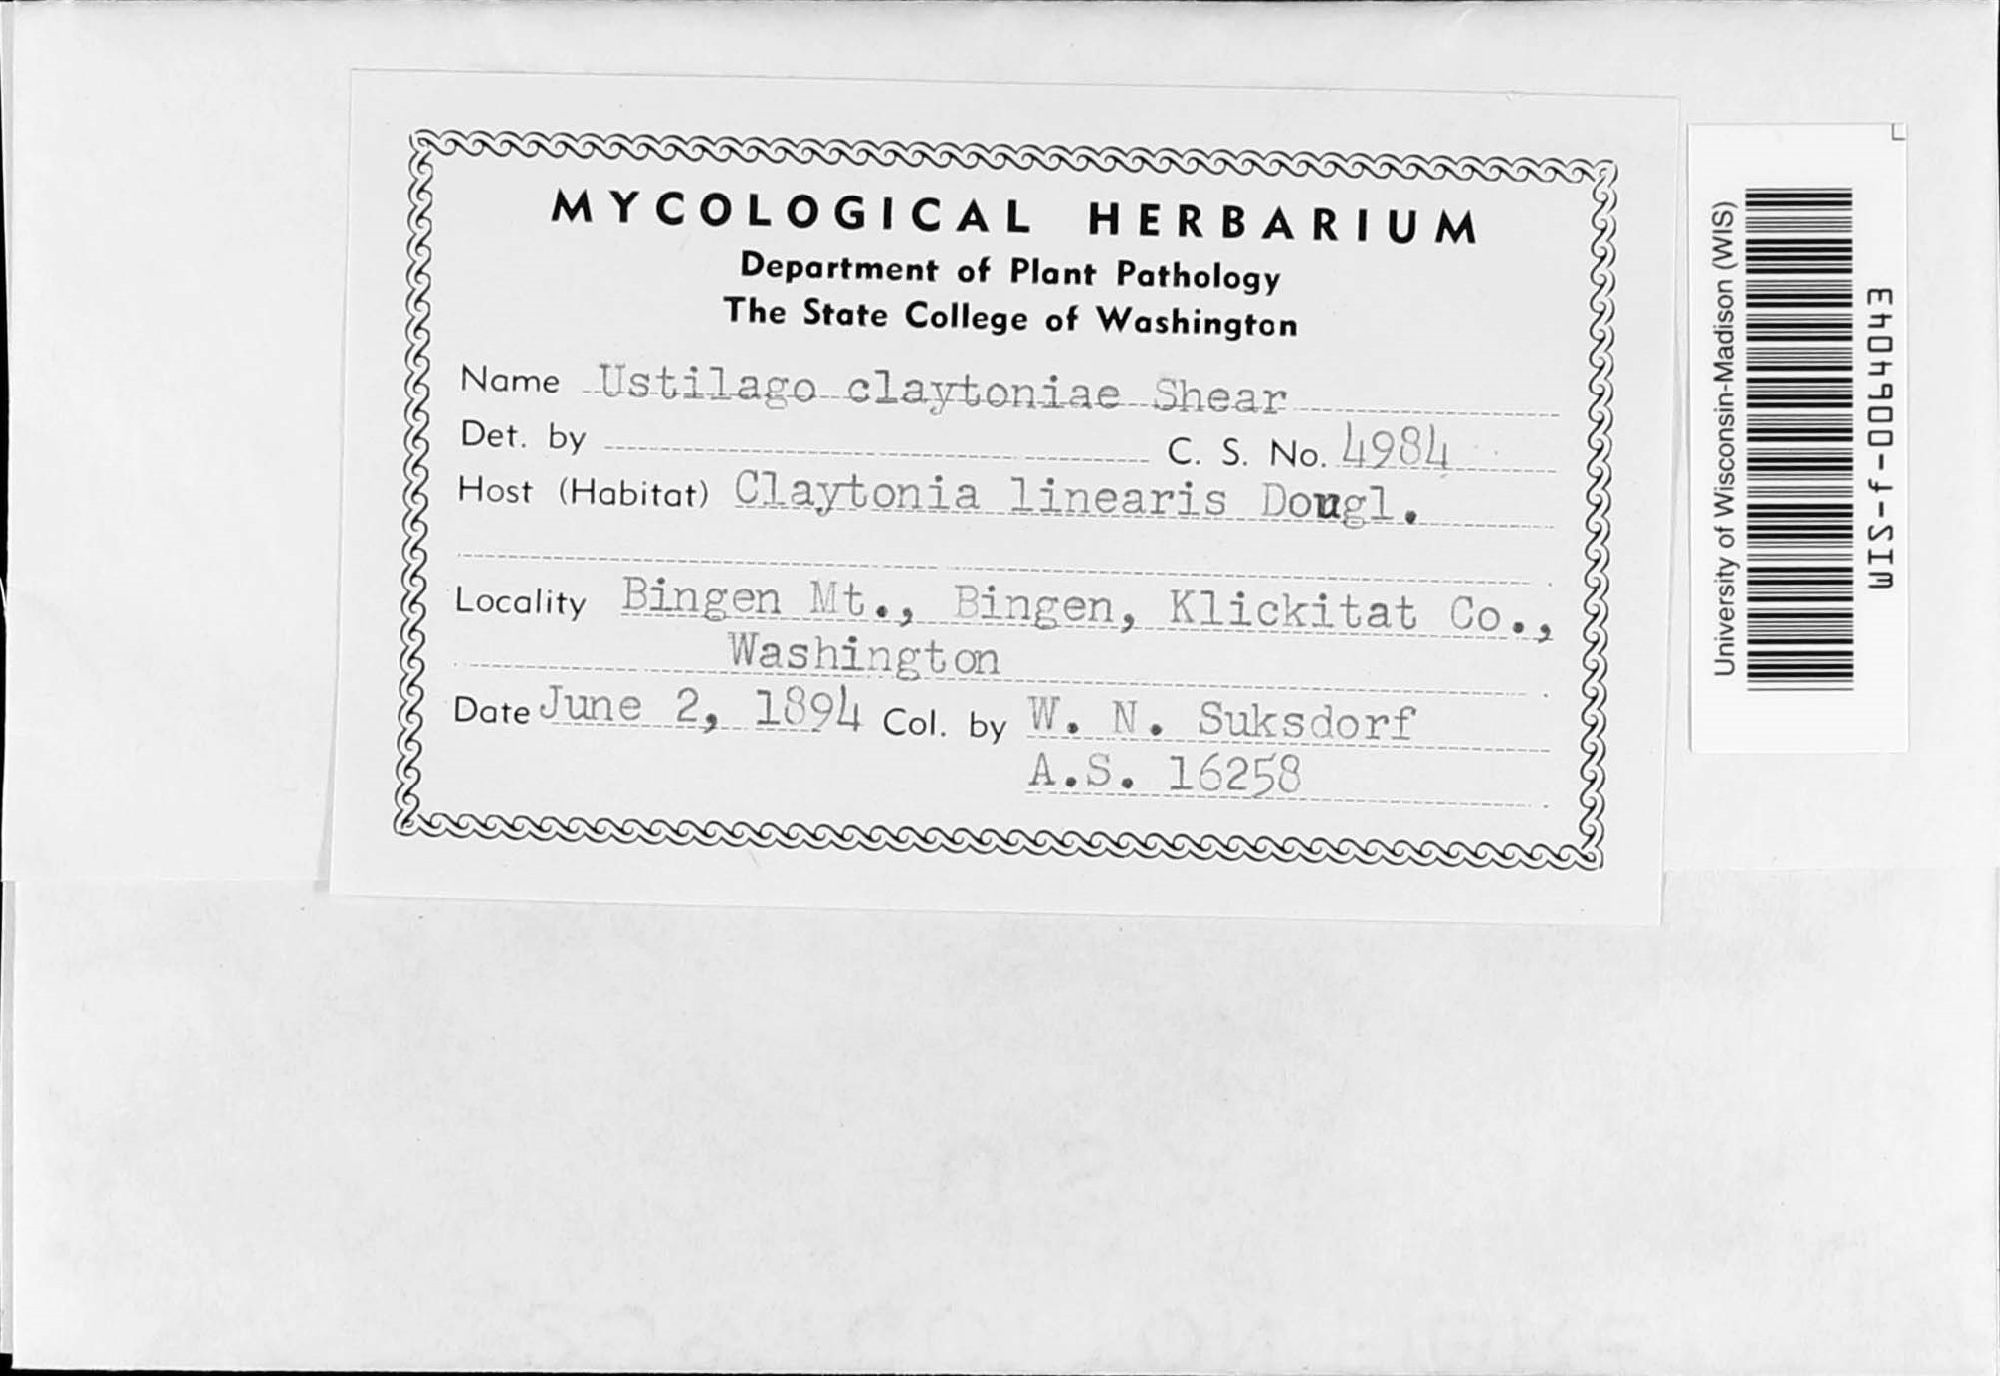 MYCOLOGICAL HERBARIUM
Department of Plant Pathology
The State College of Washington
Name Ustilago claytoniae Shear
Det. by C. S. No. 4984
Host (Habitat) Claytonia linearis Dougl.
Locality Bingen Mt., Bingen, Klickitat Co.,
Washington
Date June 2, 1894 Col. by W. N. Suksdorf
A.S. 16258
University of Wisconsin-Madison (WIS)
WIS-f-0064043